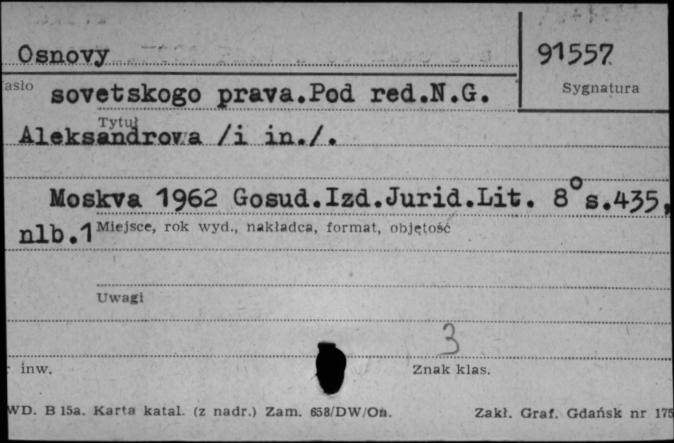 Osnovy
91557
asło
Sygnatura
sovetskogo prava.Pod red.N.G.
Tytuł
Aleksandrova /i in./.
Moskva 1962 Gosud.Izd.Jurid.Lit. 8° s.435,
nlb.1
Miejsce, rok wyd., nakładca, format, objętość
Uwagi
3
inw.
Znak klas.
WD. B 15a. Karta katal. (z nadr.) Zam. 658/DW/On.
Zakł. Graf. Gdańsk nr 175